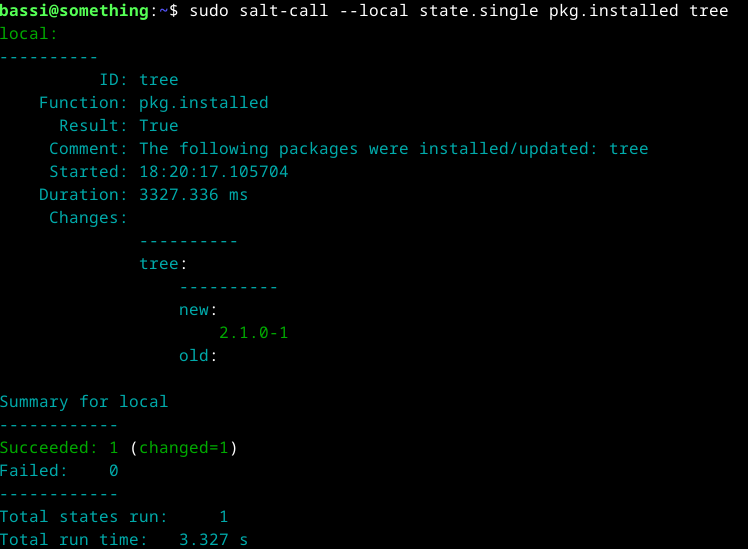 bassi@something:~$ sudo salt-call --local state.single pkg.installed tree
local:
----------
          ID: tree
    Function: pkg.installed
      Result: True
     Comment: The following packages were installed/updated: tree
     Started: 18:20:17.105704
    Duration: 3327.336 ms
     Changes:
              ----------
              tree:
                  ----------
                  new:
                      2.1.0-1
                  old:

Summary for local
------------
Succeeded: 1 (changed=1)
Failed:    0
------------
Total states run:     1
Total run time:   3.327 s